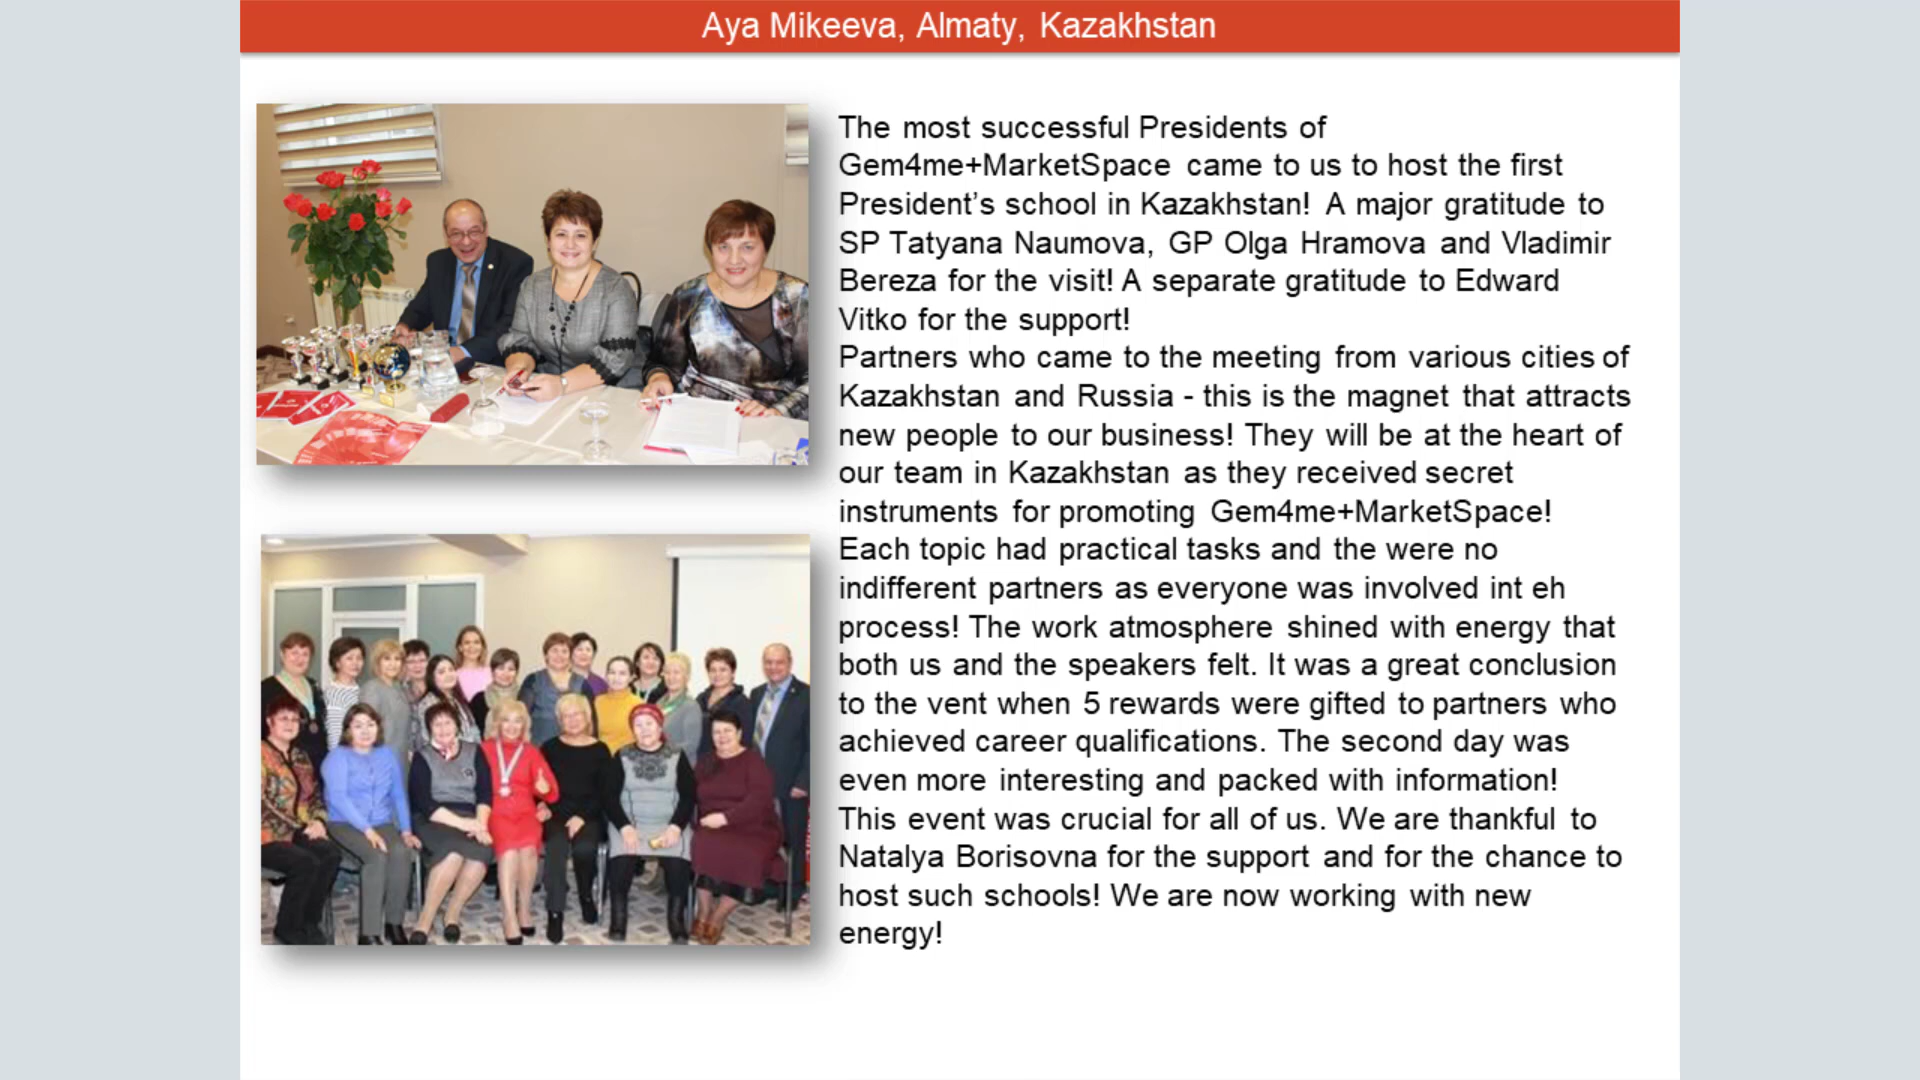 Aya Mikeeva, Almaty, Kazakhstan
The most successful Presidents of
Gem4me+MarketSpace came to us to host the first
President’s school in Kazakhstan! A major gratitude to
SP Tatyana Naumova, GP Olga Hramova and Vladimir
Bereza for the visit! A separate gratitude to Edward
Vitko for the support!
Partners who came to the meeting from various cities of
Kazakhstan and Russia - this is the magnet that attracts
new people to our business! They will be at the heart of
our team in Kazakhstan as they received secret
instruments for promoting Gem4me+MarketSpace!
Each topic had practical tasks and the were no
indifferent partners as everyone was involved int eh
process! The work atmosphere shined with energy that
both us and the speakers felt. It was a great conclusion
to the vent when 5 rewards were gifted to partners who
achieved career qualifications. The second day was
even more interesting and packed with information!
This event was crucial for all of us. We are thankful to
Natalya Borisovna for the support and for the chance to
host such schools! We are now working with new
energy!